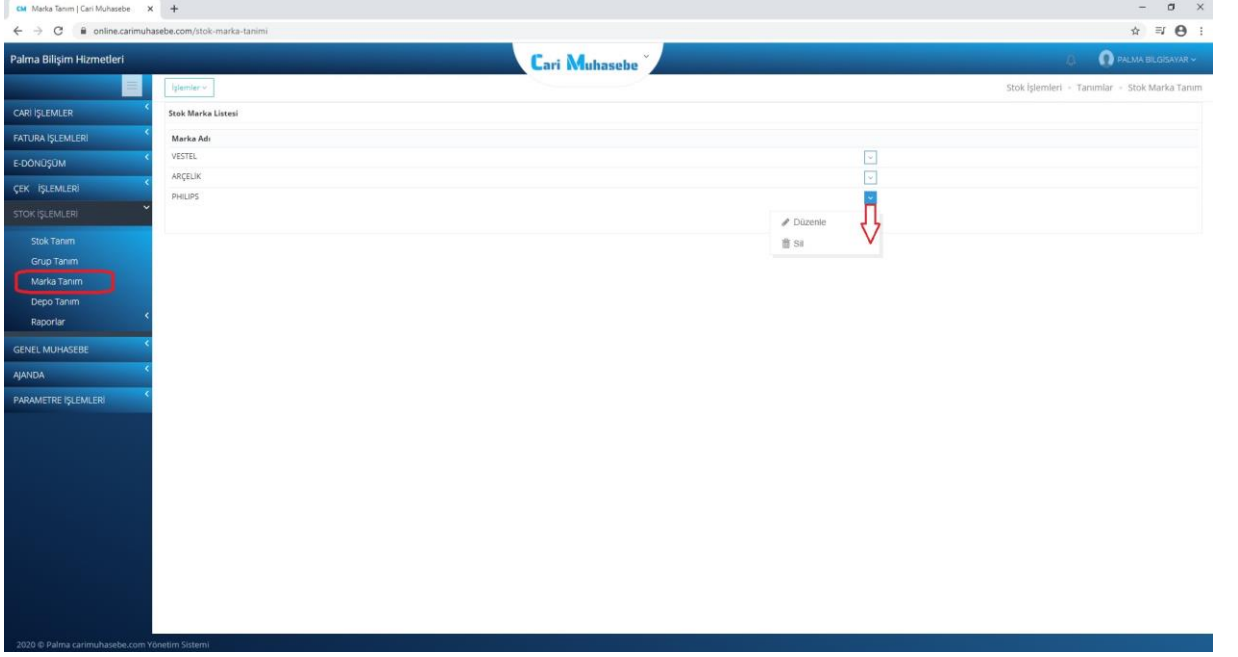 CM Marka Tanım | Cari Muhasebe
online.carimuhasebe.com/stok-marka-tanimi
Palma Bilişim Hizmetleri
Cari Muhasebe
PALMA BİLGİSAYAR
İşlemler
Stok İşlemleri - Tanımlar - Stok Marka Tanım
CARİ İŞLEMLER
FATURA İŞLEMLERİ
E-DÖNÜŞÜM
ÇEK İŞLEMLERİ
STOK İŞLEMLERİ
Stok Tanım
Grup Tanım
Marka Tanım
Depo Tanım
Raporlar
GENEL MUHASEBE
AJANDA
PARAMETRE İŞLEMLERİ
Stok Marka Listesi
Marka Adı
VESTEL
ARÇELİK
PHILIPS
Düzenle
Sil
2020 © Palma carimuhasebe.com Yönetim Sistemi